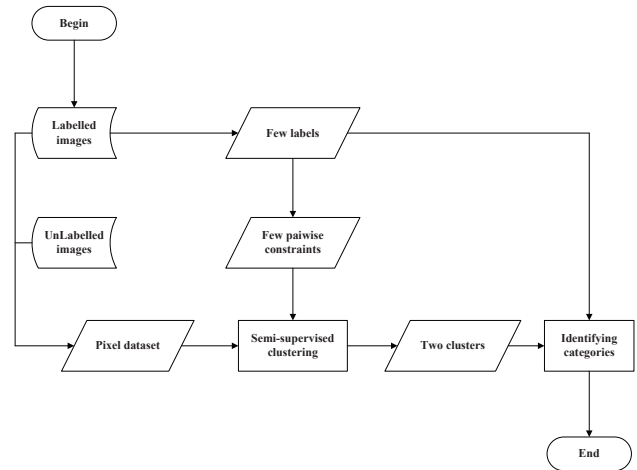 Begin
Labelled
images
Few labels
UnLabelled
images
Few paiwise
constraints
Pixel dataset
Semi-supervised
clustering
Two clusters
Identifying
categories
End